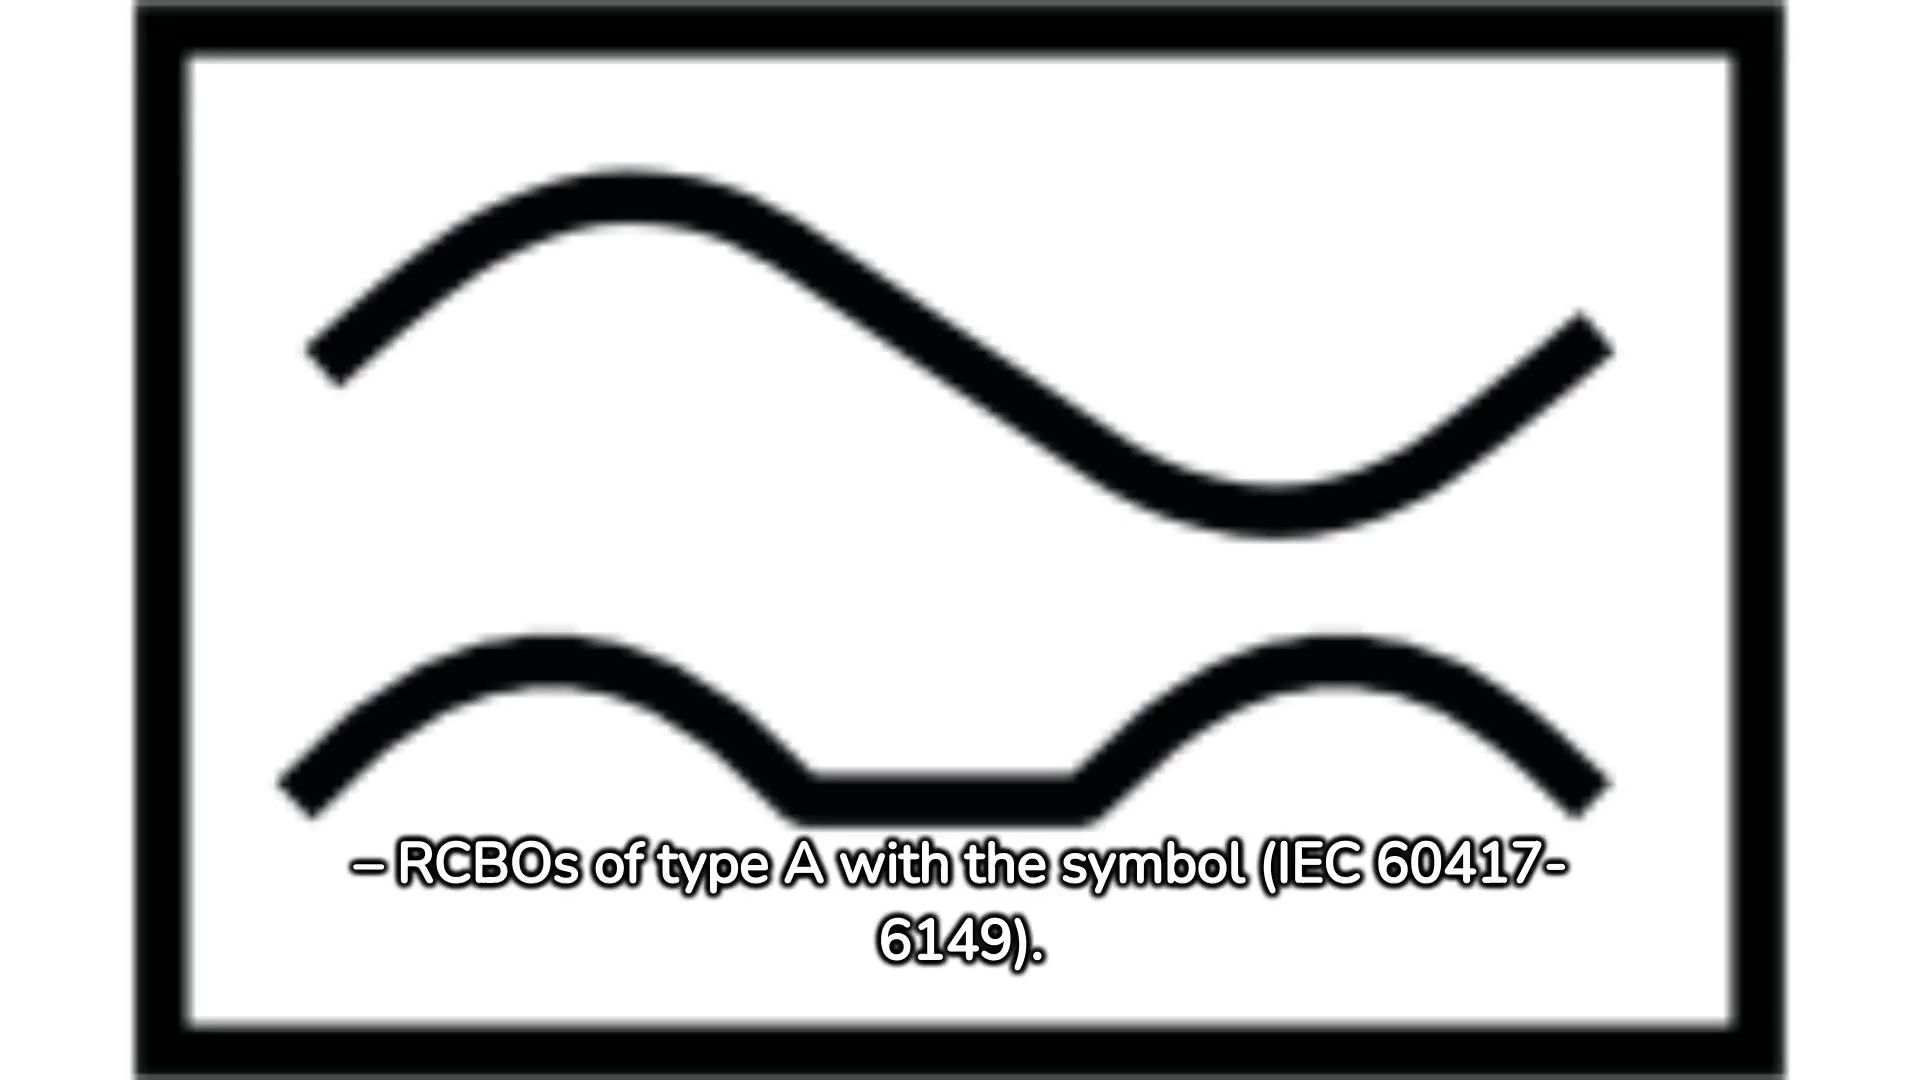 – RCBOs of type A with the symbol (IEC 60417-
6149).